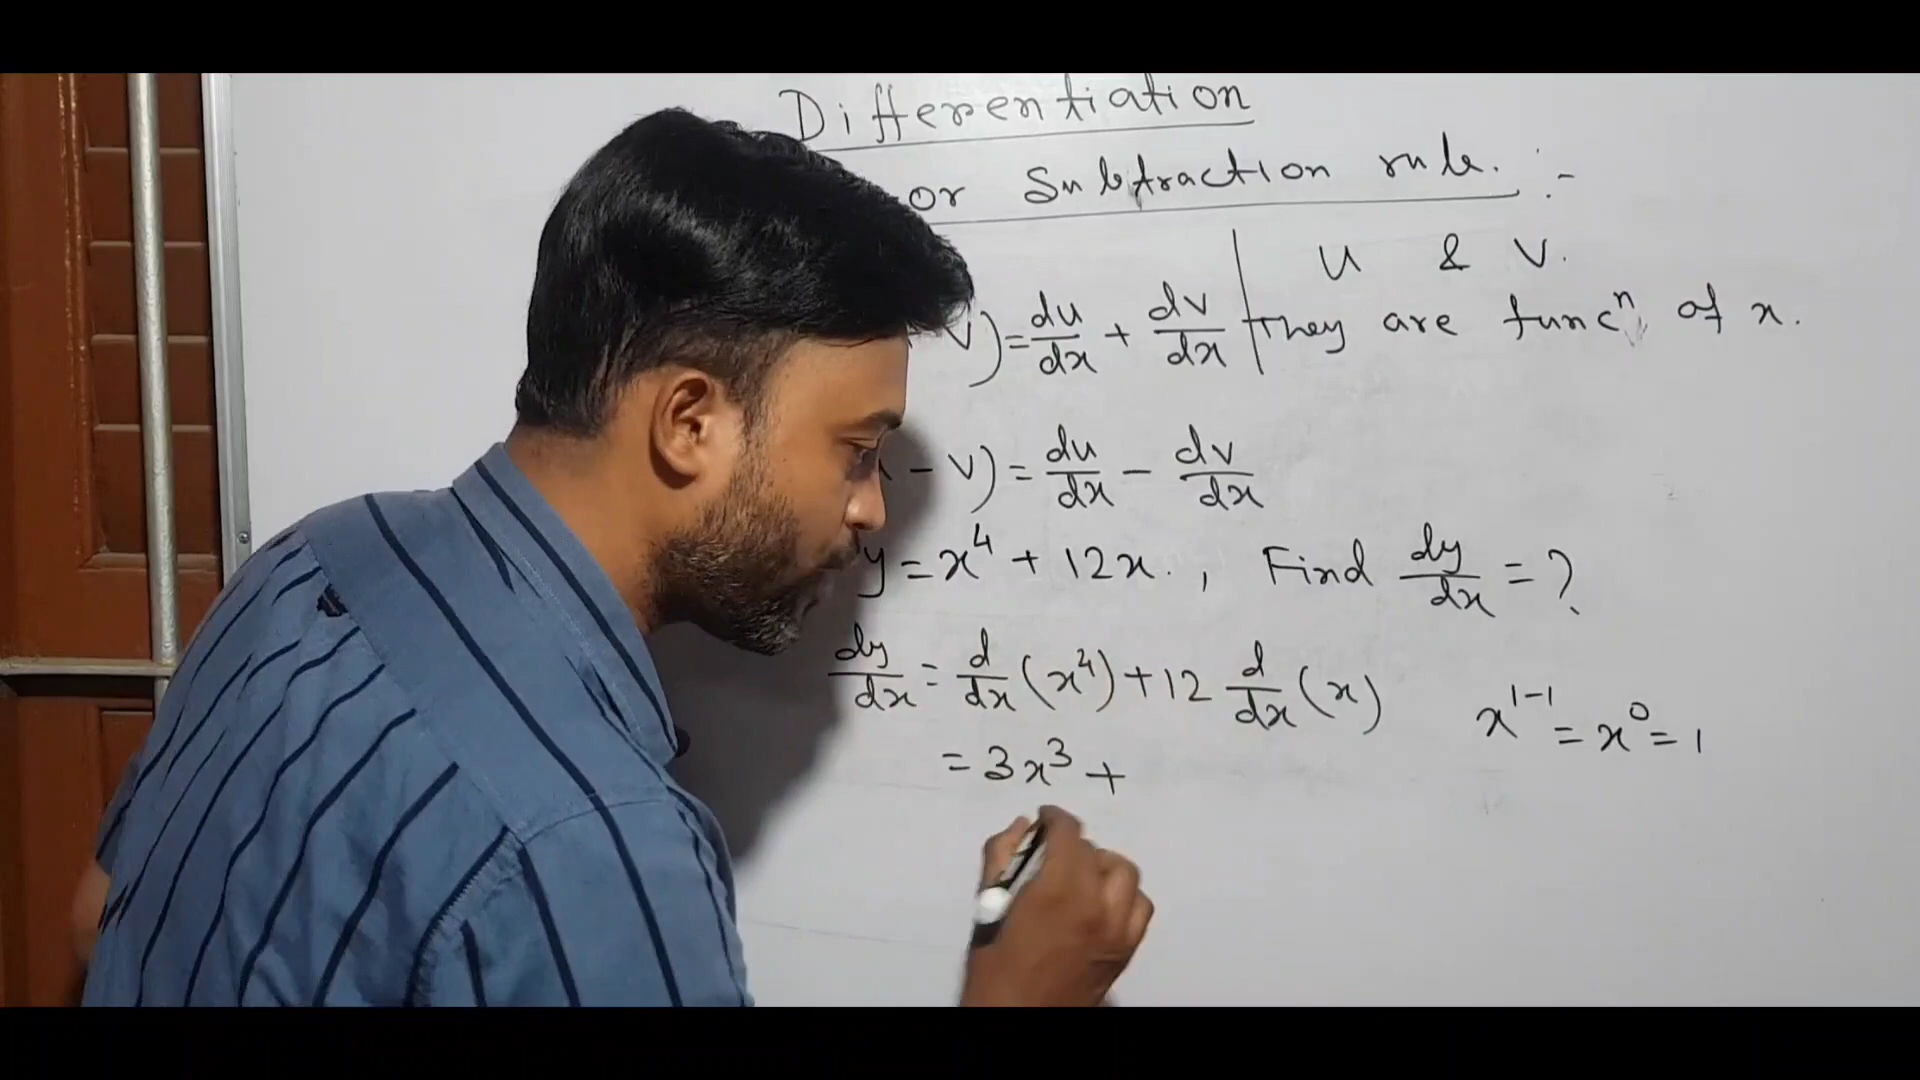 Differentiation
or Subtraction rule. :-
U & V.
V) = du/dx + dv/dx They are funcⁿ of x.
- V) = du/dx - dv/dx
y = x⁴ + 12x. , Find dy/dx = ?
dy/dx = d/dx (x⁴) + 12 d/dx (x)
x¹⁻¹ = x⁰ = 1
= 3x³ +